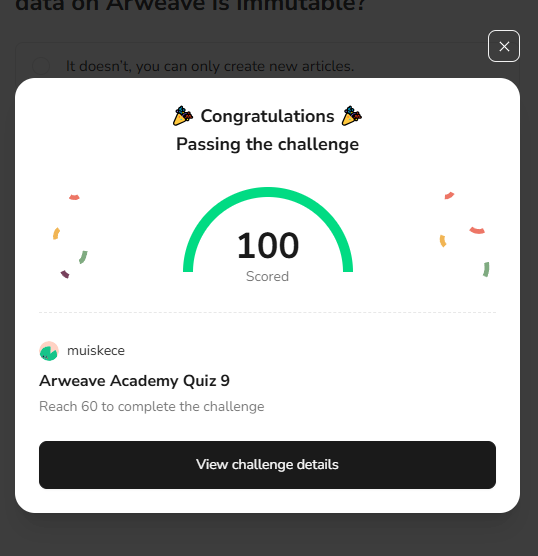 data on Arweave is immutable?
It doesn't, you can only create new articles.
Congratulations
Passing the challenge
100
Scored
muiskece
Arweave Academy Quiz 9
Reach 60 to complete the challenge
View challenge details